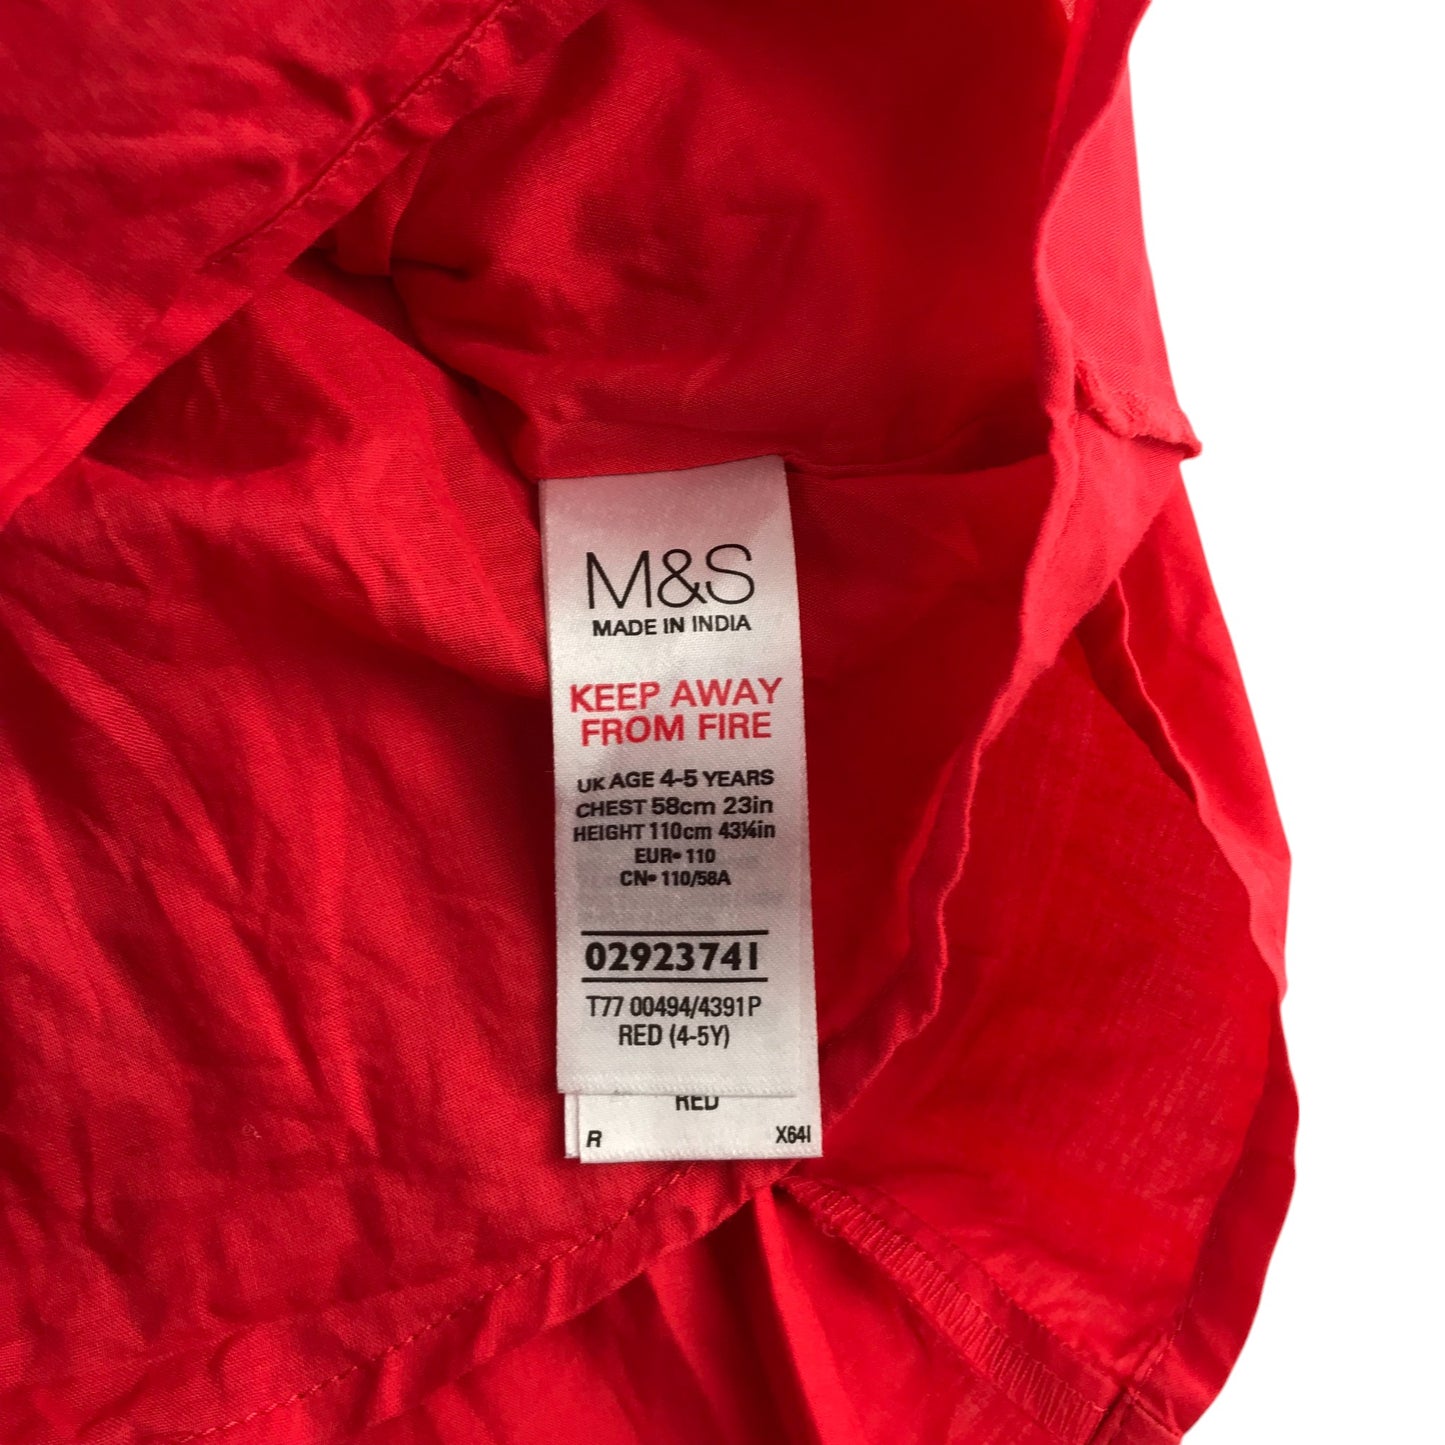 M&S
MADE IN INDIA
KEEP AWAY
FROM FIRE
UK AGE 4-5 YEARS
CHEST 58cm 23in
HEIGHT 110cm 43¼in
EUR• 110
CN• 110/58A
02923741
T77 00494/4391P
RED (4-5Y)
RED
R X64I